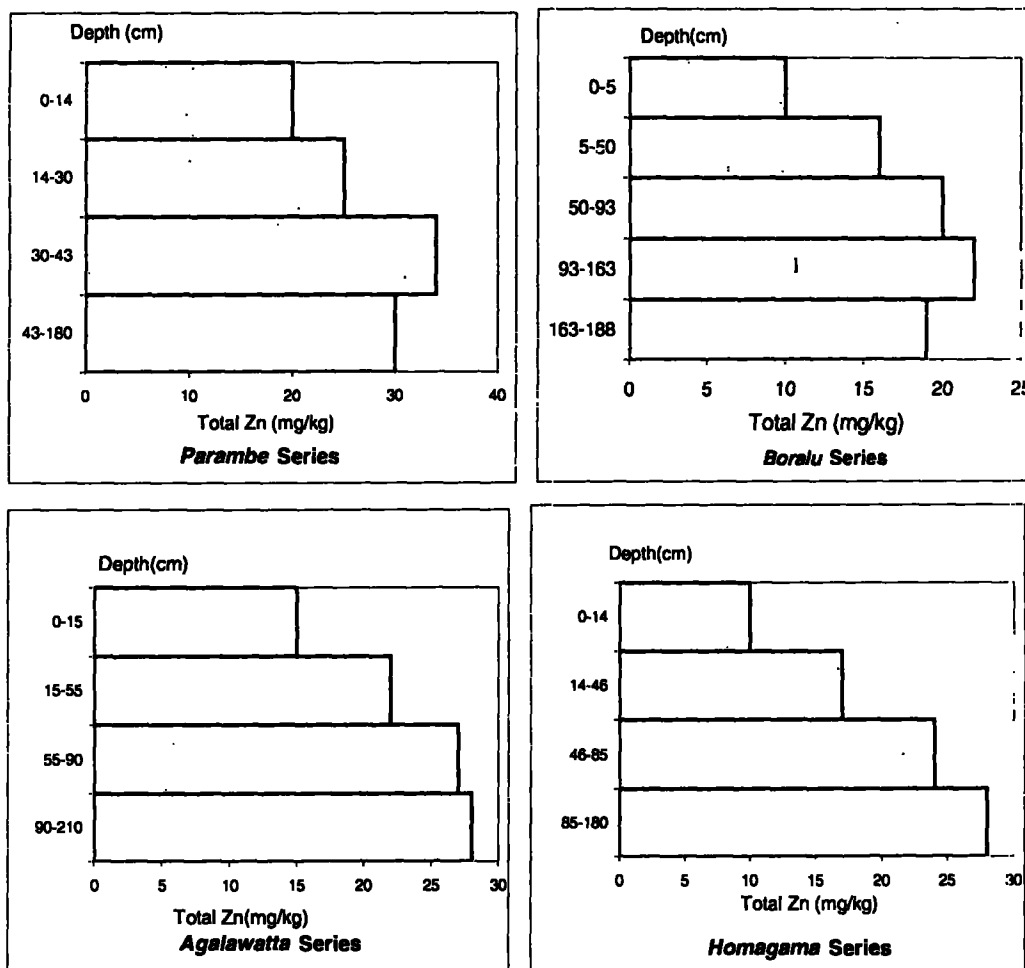 Depth (cm)
0-14
14-30
30-43
43-180
0 10 20 30 40
Total Zn (mg/kg)
Parambe Series
Depth(cm)
0-5
5-50
50-93
93-163
163-188
0 5 10 15 20 25
Total Zn (mg/kg)
Boralu Series
Depth(cm)
0-15
15-55
55-90
90-210
0 5 10 15 20 25 30
Total Zn(mg/kg)
Agalawatta Series
Depth(cm)
0-14
14-46
46-85
85-180
0 5 10 15 20 25 30
Total Zn (mg/kg)
Homagama Series